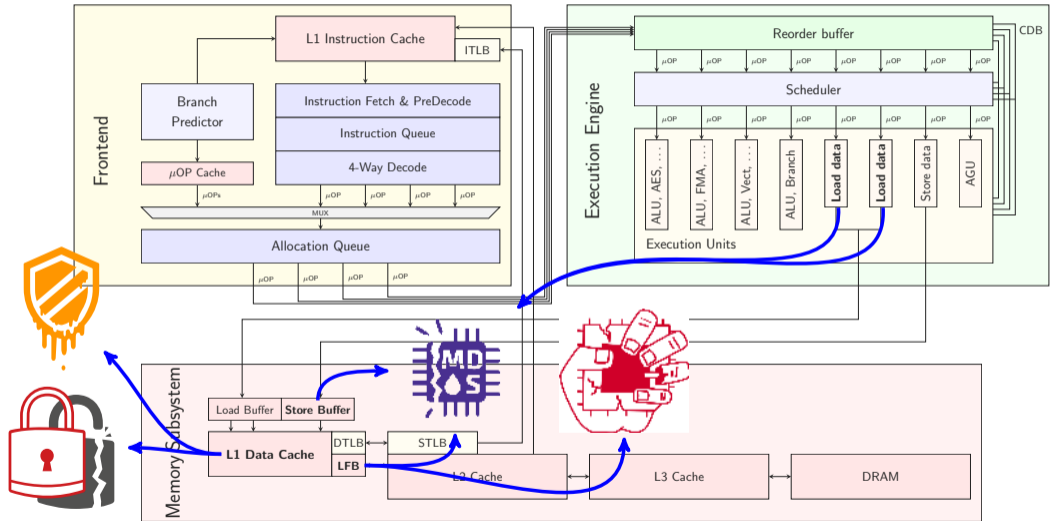 L1 Instruction Cache
ITLB
Branch
Predictor
Instruction Fetch & PreDecode
Instruction Queue
4-Way Decode
μOP Cache
μOPs
μOP
μOP
μOP
μOP
MUX
Allocation Queue
μOP
μOP
μOP
μOP
Frontend
Execution Engine
Reorder buffer
CDB
μOP
μOP
μOP
μOP
μOP
μOP
μOP
μOP
Scheduler
μOP
μOP
μOP
μOP
μOP
μOP
μOP
μOP
ALU, AES, ...
ALU, FMA, ...
ALU, Vect, ...
ALU, Branch
Load data
Load data
Store data
AGU
Execution Units
MD
S
Memory Subsystem
Load Buffer
Store Buffer
L1 Data Cache
DTLB
STLB
LFB
L2 Cache
L3 Cache
DRAM